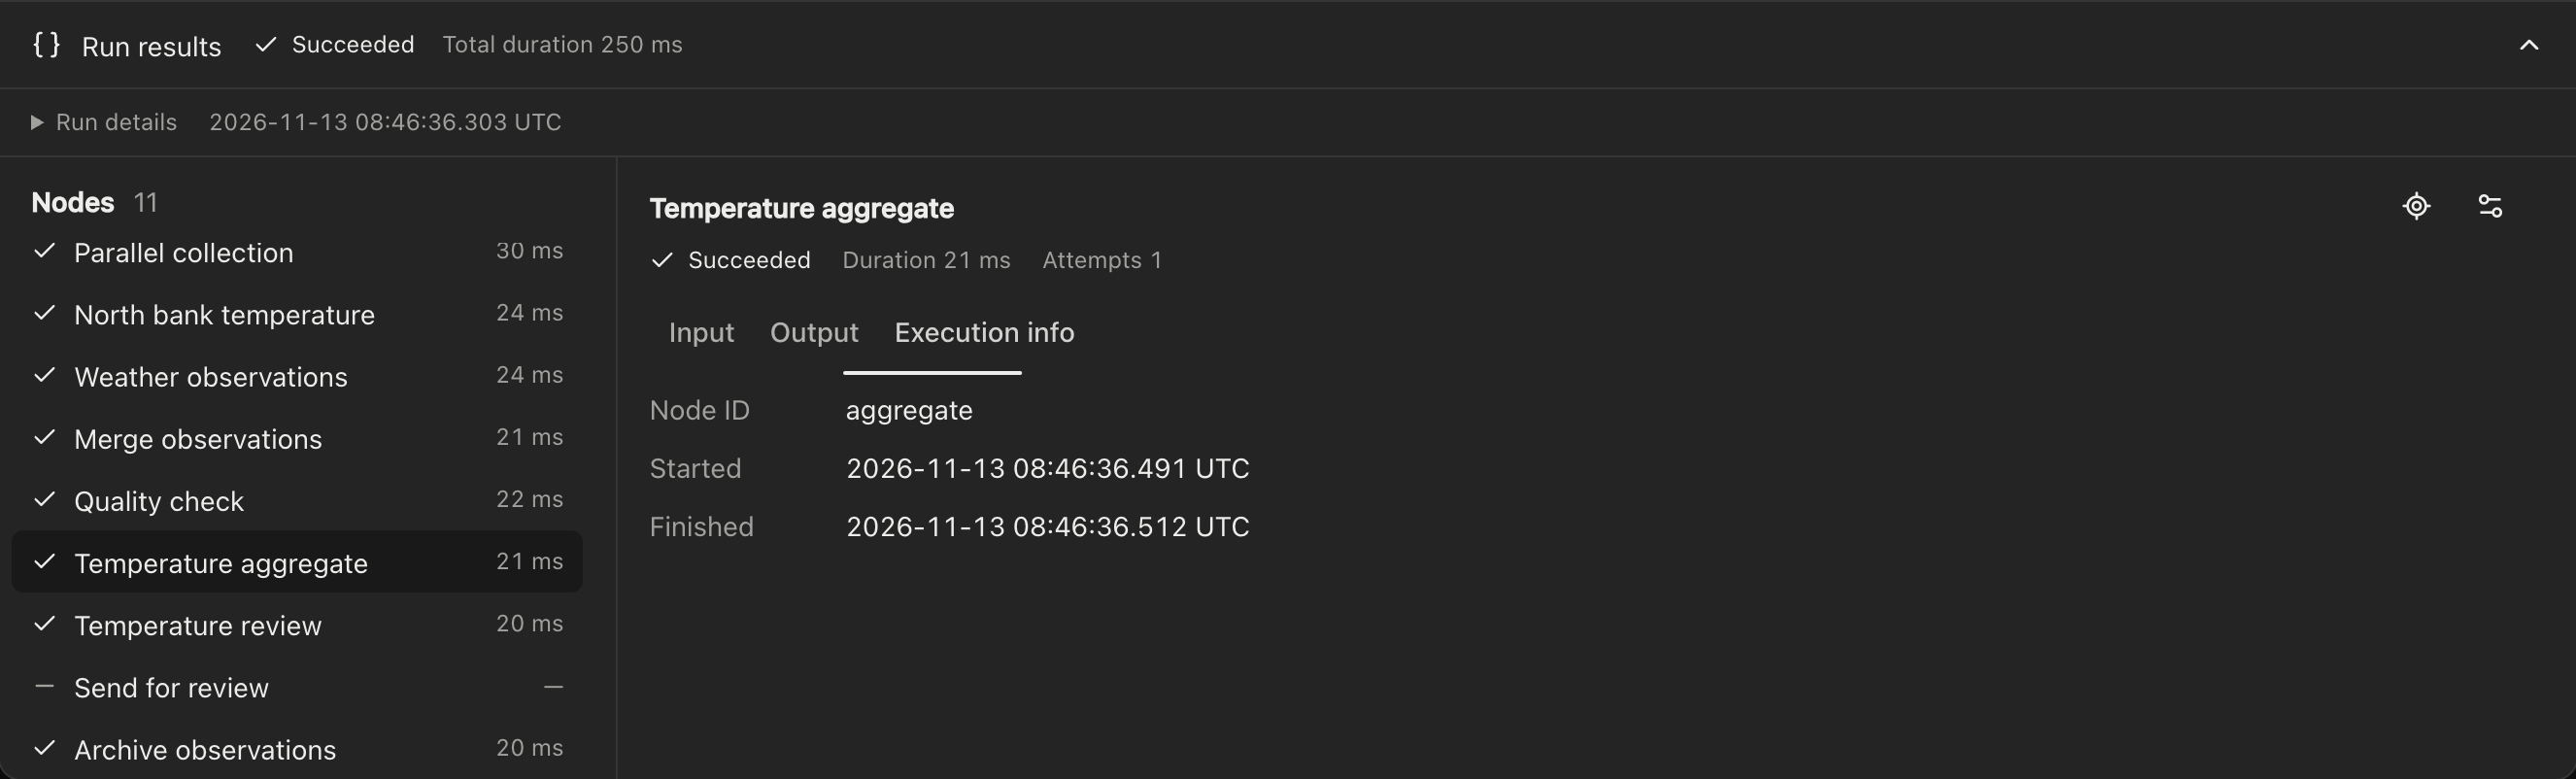 {} Run results Succeeded Total duration 250 ms
Run details 2026-11-13 08:46:36.303 UTC
Nodes 11
Parallel collection 30 ms
North bank temperature 24 ms
Weather observations 24 ms
Merge observations 21 ms
Quality check 22 ms
Temperature aggregate 21 ms
Temperature review 20 ms
Send for review —
Archive observations 20 ms
Temperature aggregate
Succeeded Duration 21 ms Attempts 1
Input Output Execution info
Node ID aggregate
Started 2026-11-13 08:46:36.491 UTC
Finished 2026-11-13 08:46:36.512 UTC